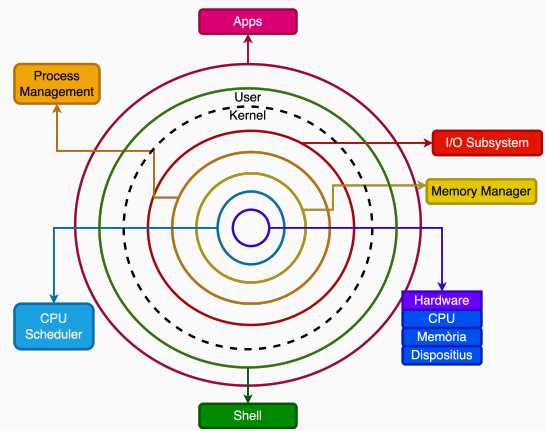 Apps
Process
Management
User
Kernel
I/O Subsystem
Memory Manager
CPU
Scheduler
Hardware
CPU
Memòria
Dispositius
Shell